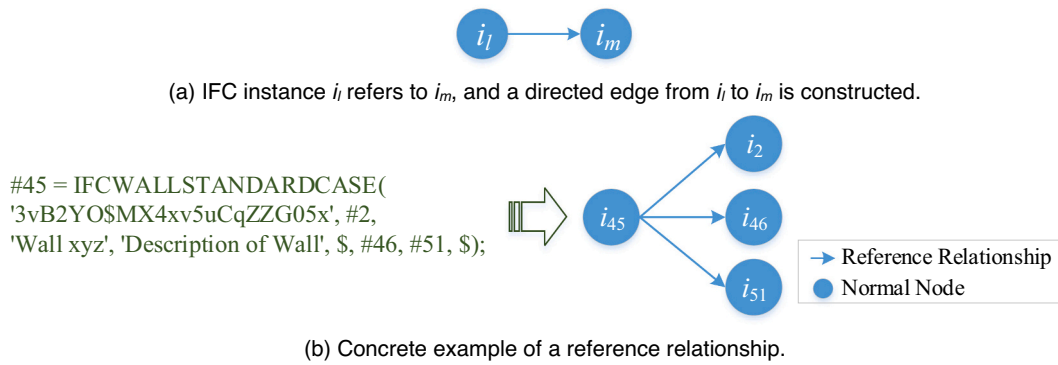 i_l i_m
(a) IFC instance i_l refers to i_m, and a directed edge from i_l to i_m is constructed.
#45 = IFCWALLSTANDARDCASE(
'3vB2YO$MX4xv5uCqZZG05x', #2,
'Wall xyz', 'Description of Wall', $, #46, #51, $);
i_45
i_2
i_46
i_51
Reference Relationship
Normal Node
(b) Concrete example of a reference relationship.